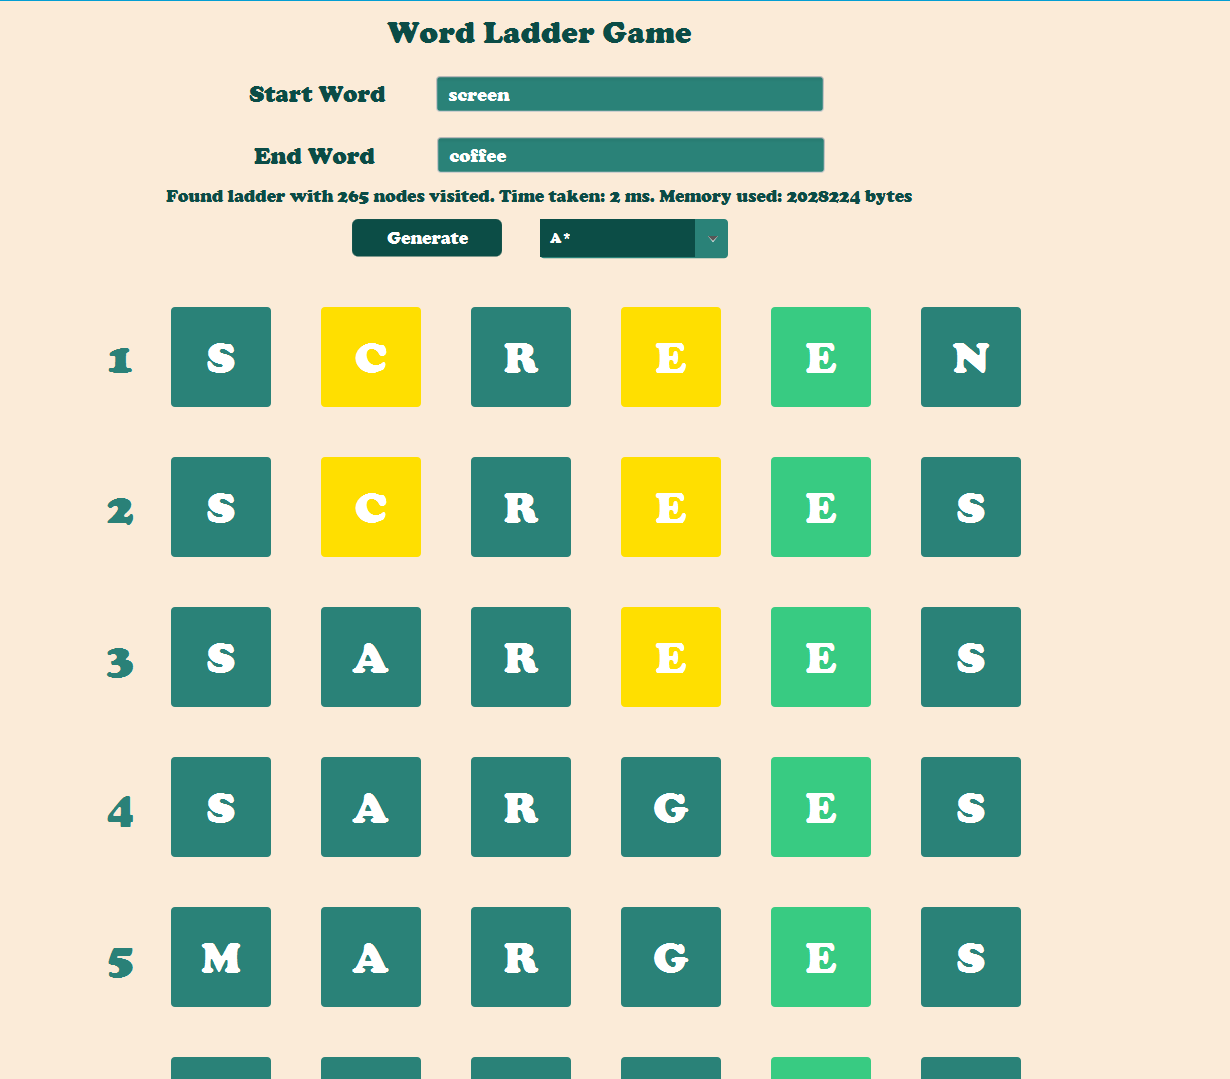 Word Ladder Game
Start Word screen
End Word coffee
Found ladder with 265 nodes visited. Time taken: 2 ms. Memory used: 2028224 bytes
Generate A*
1 S C R E E N
2 S C R E E S
3 S A R E E S
4 S A R G E S
5 M A R G E S